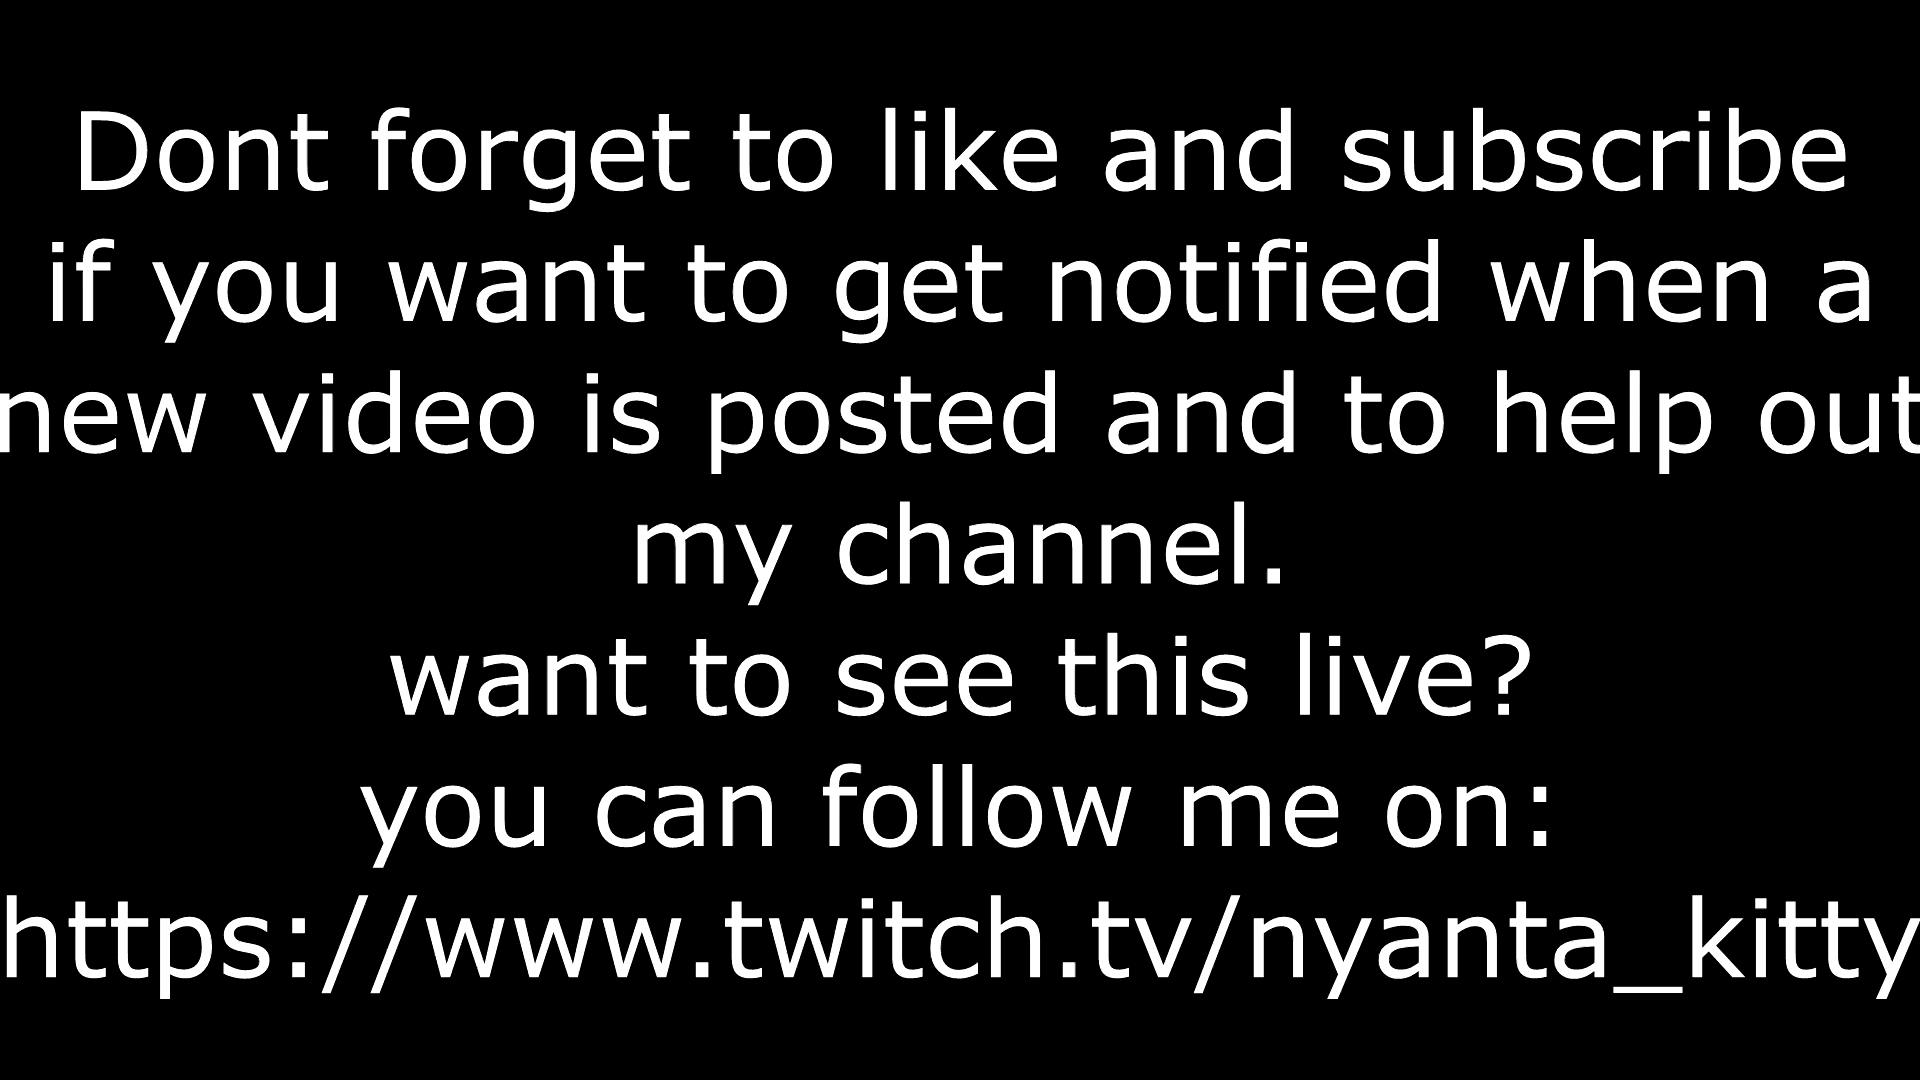 Dont forget to like and subscribe
if you want to get notified when a
new video is posted and to help out
my channel.
want to see this live?
you can follow me on:
https://www.twitch.tv/nyanta_kitty